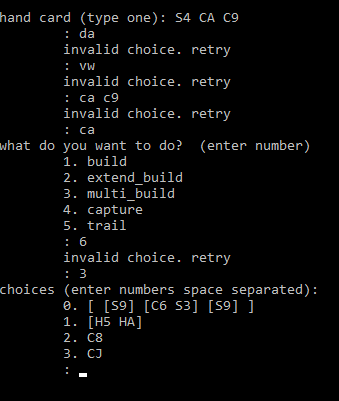 hand card (type one): S4 CA C9
: da
invalid choice. retry
: vw
invalid choice. retry
: ca c9
invalid choice. retry
: ca
what do you want to do?  (enter number)
1. build
2. extend_build
3. multi_build
4. capture
5. trail
: 6
invalid choice. retry
: 3
choices (enter numbers space separated):
0. [ [S9] [C6 S3] [S9] ]
1. [H5 HA]
2. C8
3. CJ
: